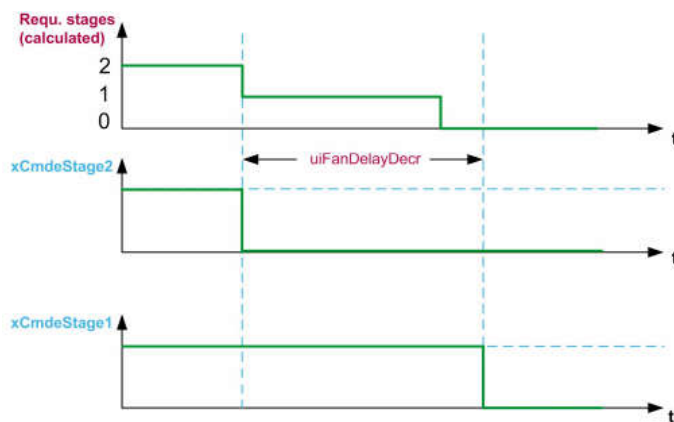 Requ. stages
(calculated)
2
1
0
t
uiFanDelayDecr
xCmdeStage2
t
xCmdeStage1
t